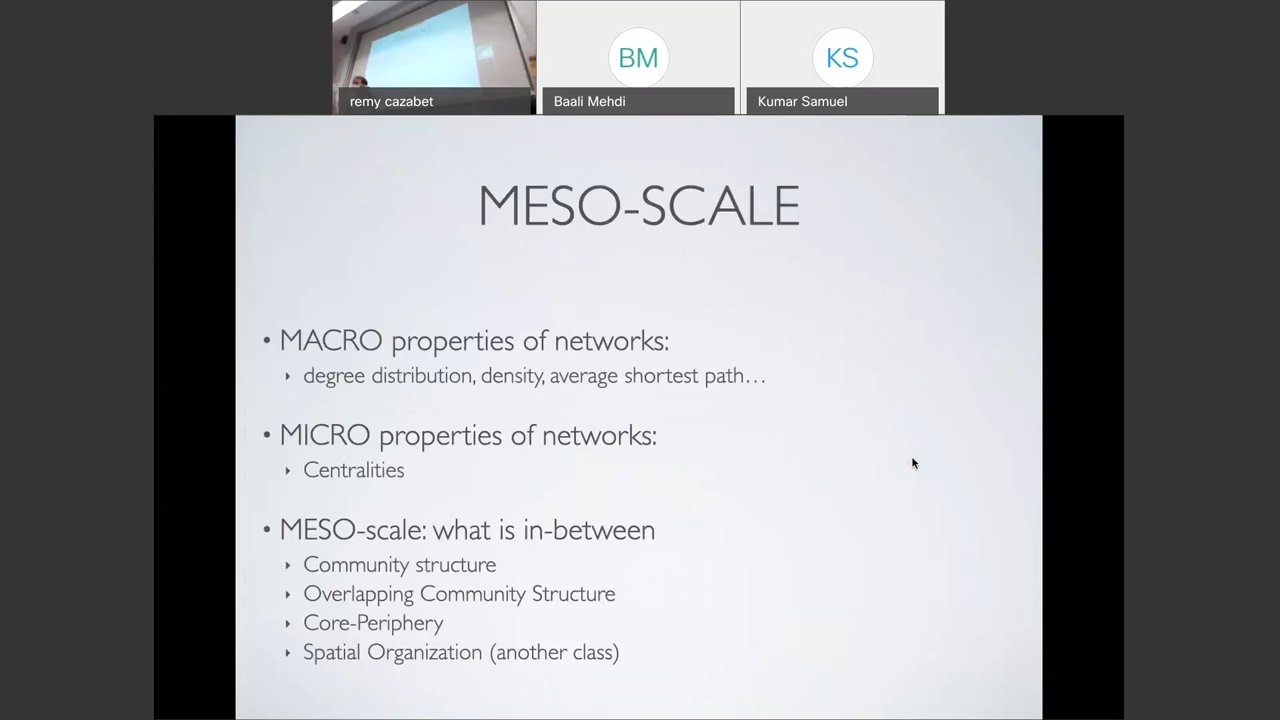 BM
KS
remy cazabet
Baali Mehdi
Kumar Samuel
MESO-SCALE
• MACRO properties of networks:
‣ degree distribution, density, average shortest path…
• MICRO properties of networks:
‣ Centralities
• MESO-scale: what is in-between
‣ Community structure
‣ Overlapping Community Structure
‣ Core-Periphery
‣ Spatial Organization (another class)